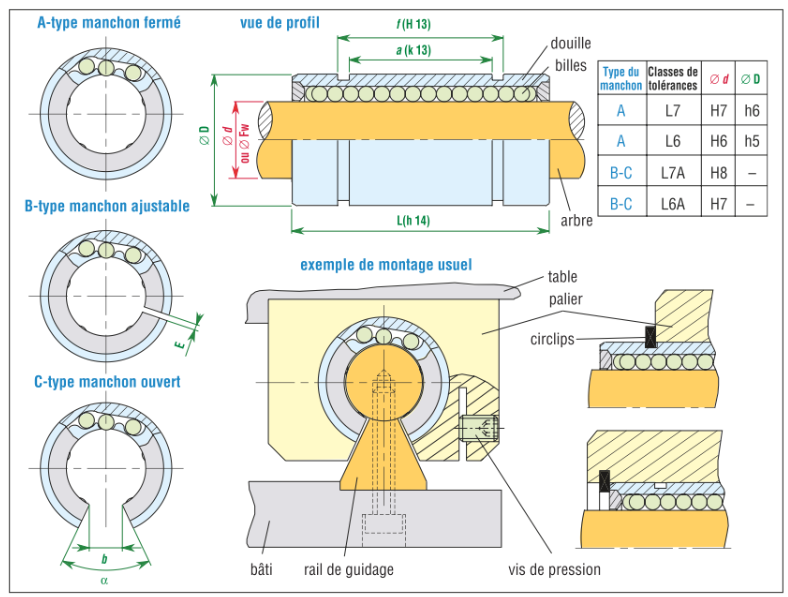 A-type manchon fermé
B-type manchon ajustable
E
C-type manchon ouvert
b
α
vue de profil
f (H 13)
a (k 13)
douille
billes
Ø D
Ø d
ou Ø Fw
L(h 14)
arbre
Type du manchon Classes de tolérances Ø d Ø D
A L7 H7 h6
A L6 H6 h5
B-C L7A H8 –
B-C L6A H7 –
exemple de montage usuel
table
palier
circlips
bâti
rail de guidage
vis de pression